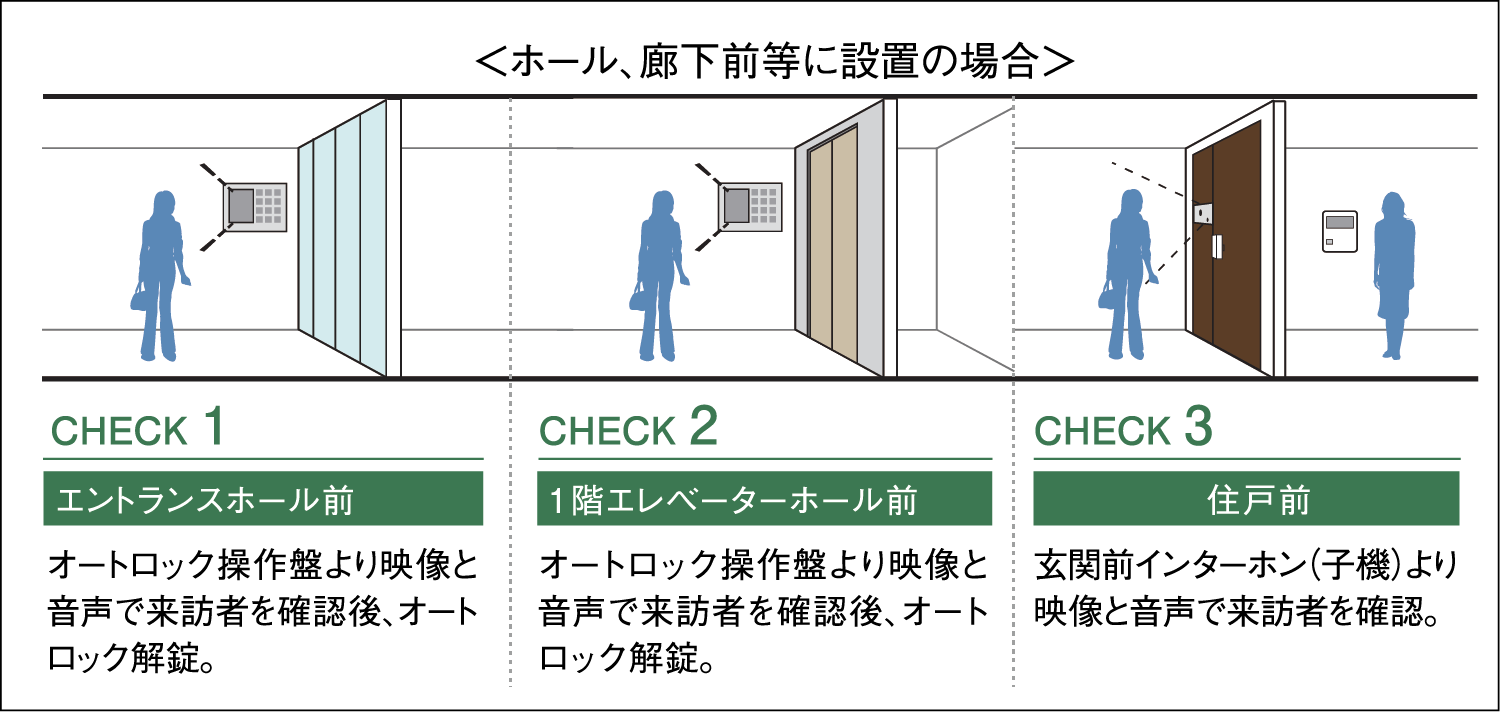 ＜ホール、廊下前等に設置の場合＞
CHECK 1
エントランスホール前
オートロック操作盤より映像と
音声で来訪者を確認後、オート
ロック解錠。
CHECK 2
1階エレベーターホール前
オートロック操作盤より映像と
音声で来訪者を確認後、オート
ロック解錠。
CHECK 3
住戸前
玄関前インターホン（子機）より
映像と音声で来訪者を確認。